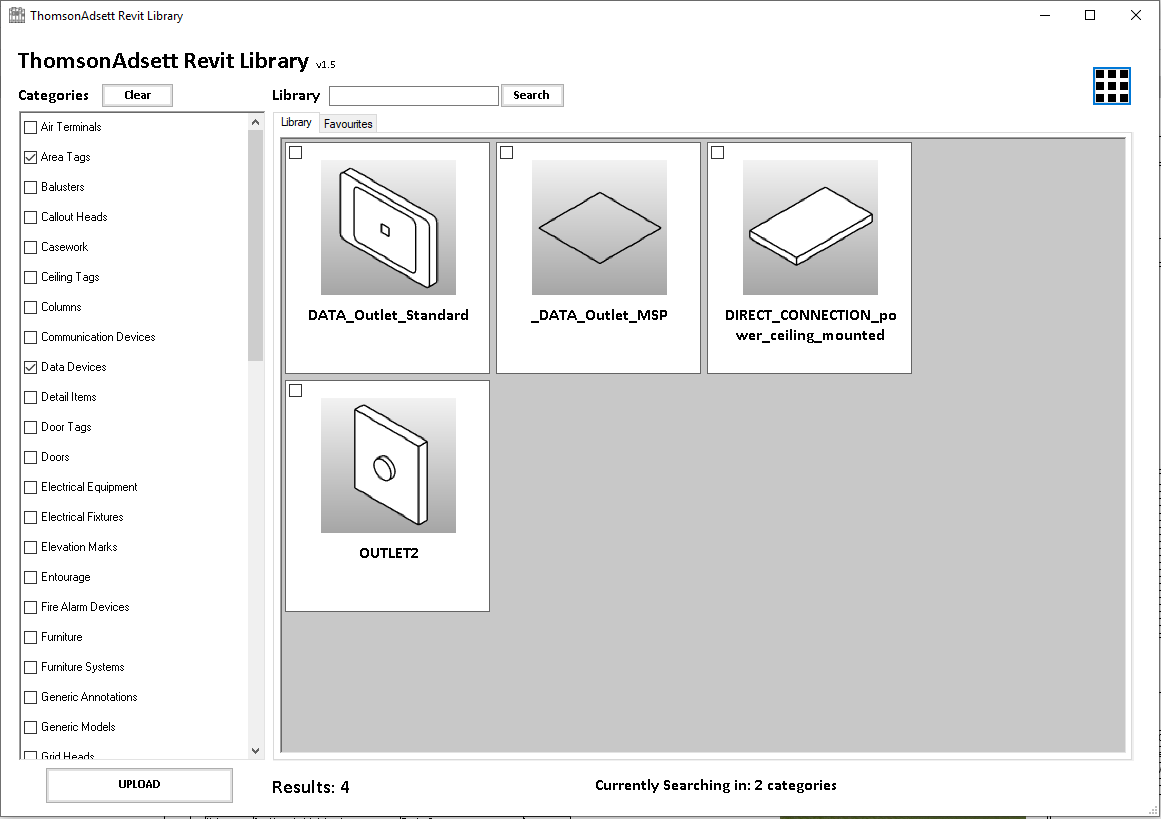 ThomsonAdsett Revit Library
ThomsonAdsett Revit Library v1.5
Categories
Clear
Library
Search
Library
Favourites
Air Terminals
Area Tags
Balusters
Callout Heads
Casework
Ceiling Tags
Columns
Communication Devices
Data Devices
Detail Items
Door Tags
Doors
Electrical Equipment
Electrical Fixtures
Elevation Marks
Entourage
Fire Alarm Devices
Furniture
Furniture Systems
Generic Annotations
Generic Models
Grid Heads
DATA_Outlet_Standard
_DATA_Outlet_MSP
DIRECT_CONNECTION_po
wer_ceiling_mounted
OUTLET2
UPLOAD
Results: 4
Currently Searching in: 2 categories